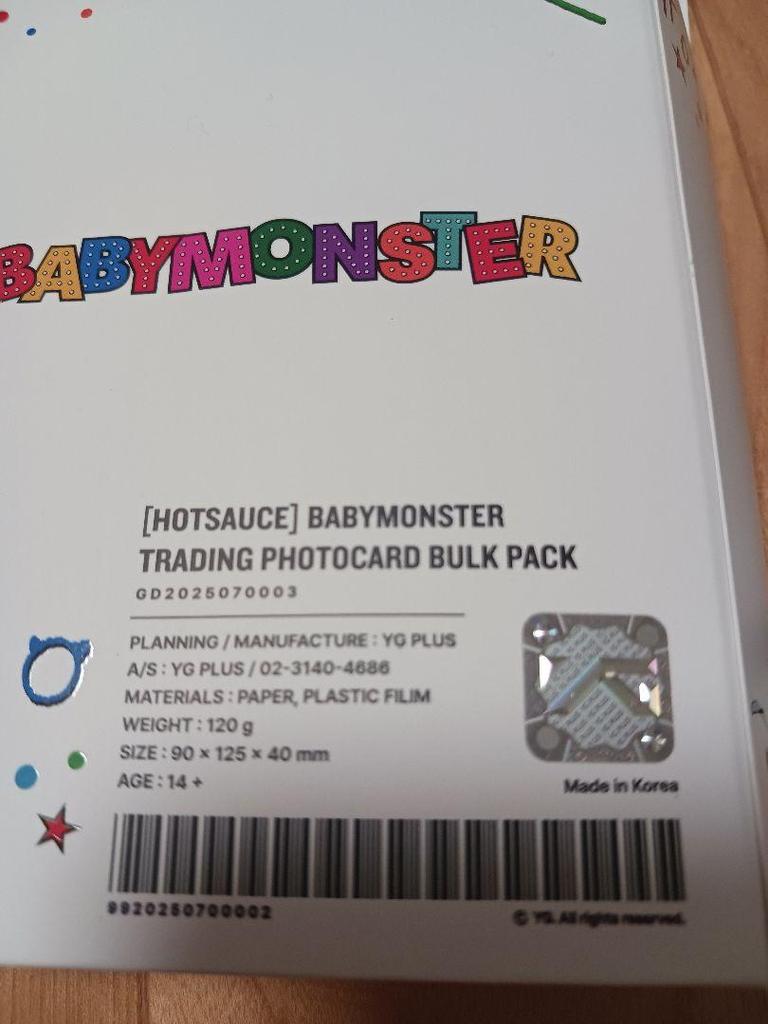 BABYMONSTER
[HOTSAUCE] BABYMONSTER
TRADING PHOTOCARD BULK PACK
GD2025070003
PLANNING / MANUFACTURE : YG PLUS
A/S : YG PLUS / 02-3140-4686
MATERIALS : PAPER, PLASTIC FILIM
WEIGHT : 120 g
SIZE : 90 × 125 × 40 mm
AGE : 14 +
Made in Korea
9920250700002
© YG. All rights reserved.